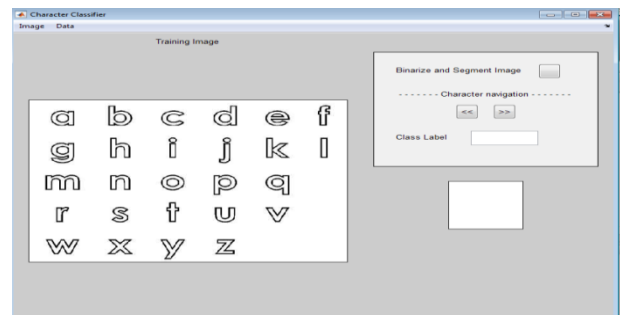 Character Classifier
Image Data
Training Image
a b c d e f
g h i j k l
m n o p q
r s t u v
w x y z
Binarize and Segment Image
- - - - - - - Character navigation - - - - - - -
<< >>
Class Label